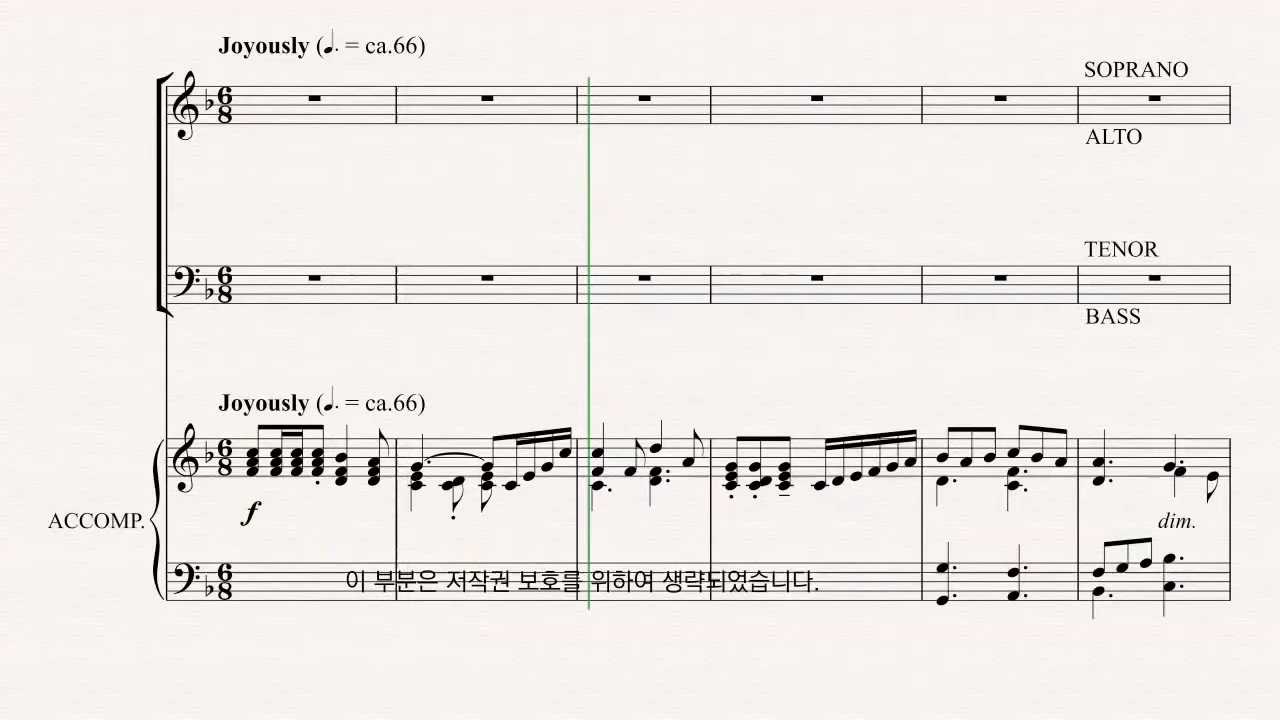 Joyously (♩. = ca.66)
SOPRANO
ALTO
TENOR
BASS
Joyously (♩. = ca.66)
f
ACCOMP.
dim.
이 부분은 저작권 보호를 위하여 생략되었습니다.